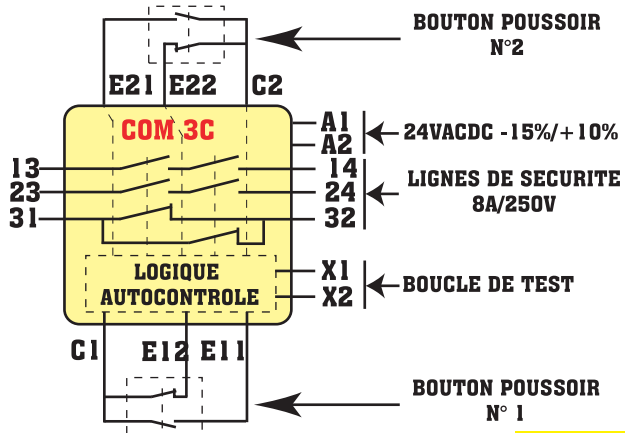 BOUTON POUSSOIR
N°2
E21 E22 C2
COM 3C
A1
A2
24VACDC -15%/+10%
13
14
23
24
31
32
LIGNES DE SECURITE
8A/250V
LOGIQUE
AUTOCONTROLE
X1
X2
BOUCLE DE TEST
C1 E12 E11
BOUTON POUSSOIR
N° 1